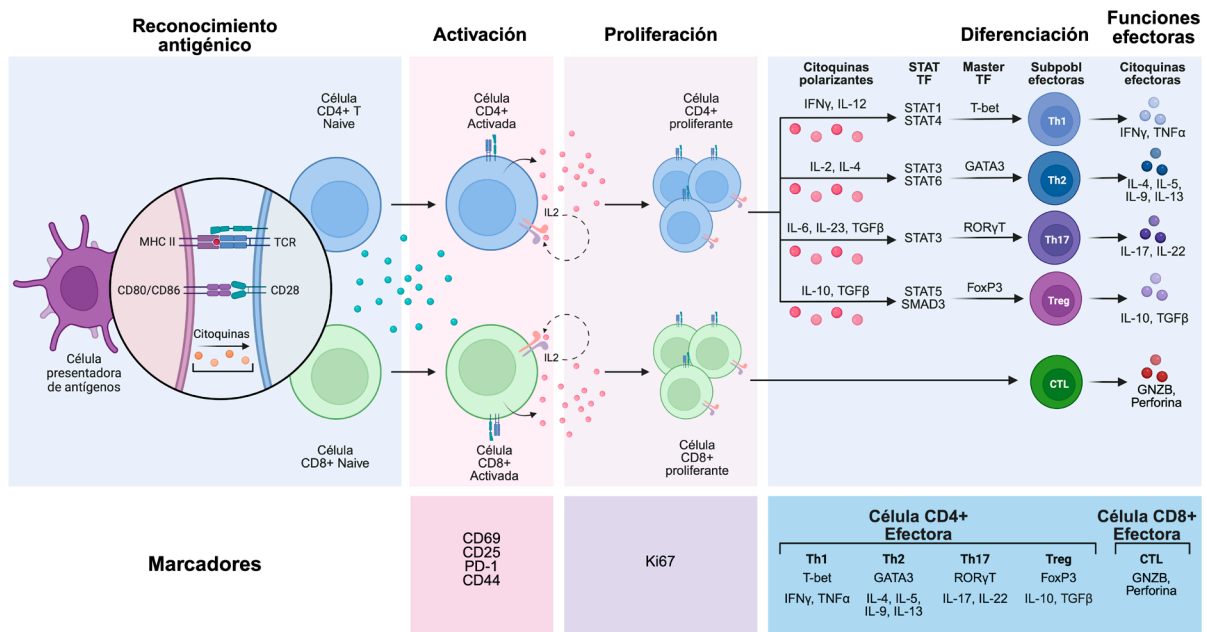 Reconocimiento
antigénico
Activación
Proliferación
Diferenciación
Funciones
efectoras
Célula
CD4+ T
Naive
Célula
CD4+
Activada
Célula
CD4+
proliferante
Citoquinas
polarizantes
STAT
TF
Master
TF
Subpobl
efectoras
Citoquinas
efectoras
IFNγ, IL-12
STAT1
STAT4
T-bet
Th1
IFNγ, TNFα
IL-2, IL-4
STAT3
STAT6
GATA3
Th2
IL-4, IL-5,
IL-9, IL-13
IL-6, IL-23, TGFβ
STAT3
RORγT
Th17
IL-17, IL-22
IL-10, TGFβ
STAT5
SMAD3
FoxP3
Treg
IL-10, TGFβ
MHC II
TCR
CD80/CD86
CD28
Citoquinas
Célula
presentadora
de antígenos
IL2
IL2
CTL
GNZB,
Perforina
Célula
CD8+ Naive
Célula
CD8+
Activada
Célula
CD8+
proliferante
Marcadores
CD69
CD25
PD-1
CD44
Ki67
Célula CD4+
Efectora
Célula CD8+
Efectora
Th1
Th2
Th17
Treg
CTL
T-bet
GATA3
RORγT
FoxP3
GNZB,
Perforina
IFNγ, TNFα
IL-4, IL-5,
IL-9, IL-13
IL-17, IL-22
IL-10, TGFβ